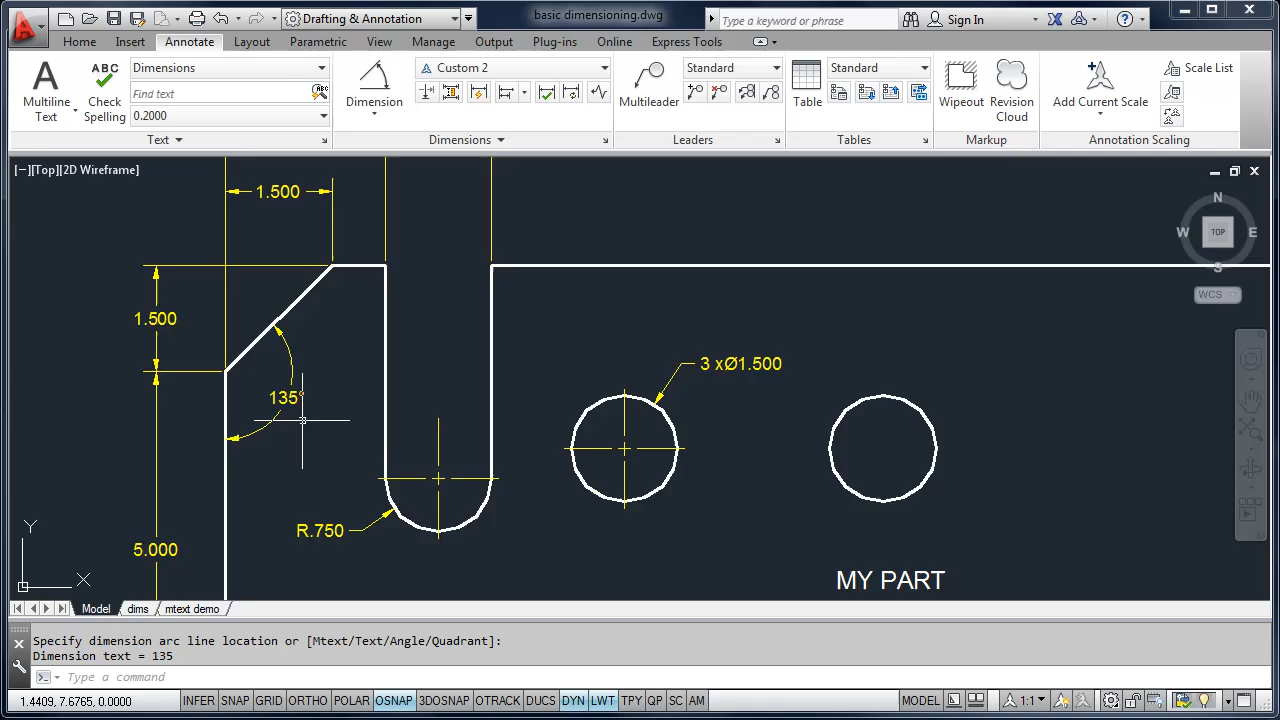 Drafting & Annotation
basic dimensioning.dwg
Type a keyword or phrase
Sign In
Home Insert Annotate Layout Parametric View Manage Output Plug-ins Online Express Tools
A
Multiline
Text
ABC
Check
Spelling
Dimensions
Find text
ABC
0.2000
Text
Dimension
Custom 2
Dimensions
Multileader
Standard
Leaders
Table
Standard
Tables
Wipeout
Revision
Cloud
Markup
Add Current Scale
Scale List
Annotation Scaling
[−][Top][2D Wireframe]
N
W TOP E
S
WCS
1.500
1.500
135°
3 xØ1.500
R.750
5.000
MY PART
Y
X
Model dims mtext demo
Specify dimension arc line location or [Mtext/Text/Angle/Quadrant]:
Dimension text = 135
Type a command
1.4409, 7.6765, 0.0000 INFER SNAP GRID ORTHO POLAR OSNAP 3DOSNAP OTRACK DUCS DYN LWT TPY QP SC AM MODEL 1:1